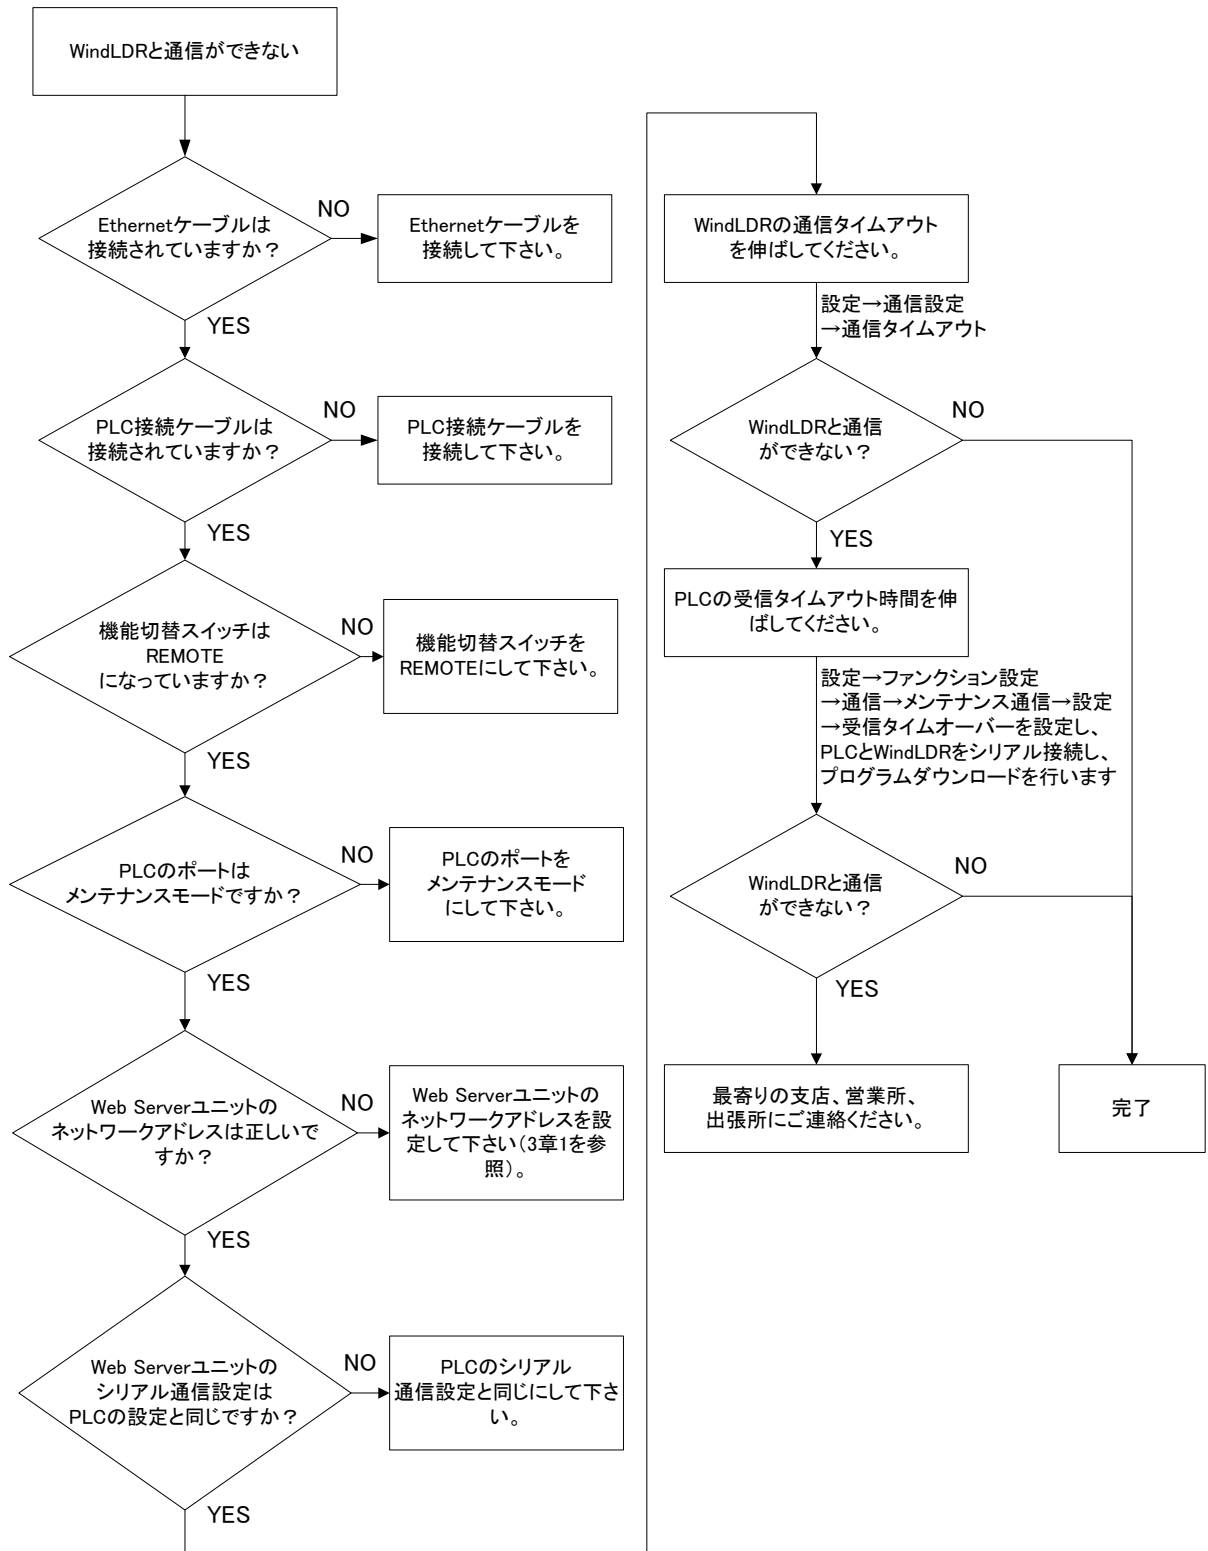 WindLDRと通信ができない
Ethernetケーブルは
接続されていますか？
NO
Ethernetケーブルを
接続して下さい。
YES
PLC接続ケーブルは
接続されていますか？
NO
PLC接続ケーブルを
接続して下さい。
YES
機能切替スイッチは
REMOTE
になっていますか？
NO
機能切替スイッチを
REMOTEにして下さい。
YES
PLCのポートは
メンテナンスモードですか？
NO
PLCのポートを
メンテナンスモード
にして下さい。
YES
Web Serverユニットの
ネットワークアドレスは正しいで
すか？
NO
Web Serverユニットの
ネットワークアドレスを設
定して下さい（3章1を参
照）。
YES
Web Serverユニットの
シリアル通信設定は
PLCの設定と同じですか？
NO
PLCのシリアル
通信設定と同じにして下さ
い。
YES
WindLDRの通信タイムアウト
を伸ばしてください。
設定→通信設定
→通信タイムアウト
WindLDRと通信
ができない？
NO
YES
PLCの受信タイムアウト時間を伸
ばしてください。
設定→ファンクション設定
→通信→メンテナンス通信→設定
→受信タイムオーバーを設定し、
PLCとWindLDRをシリアル接続し、
プログラムダウンロードを行います
WindLDRと通信
ができない？
NO
YES
最寄りの支店、営業所、
出張所にご連絡ください。
完了